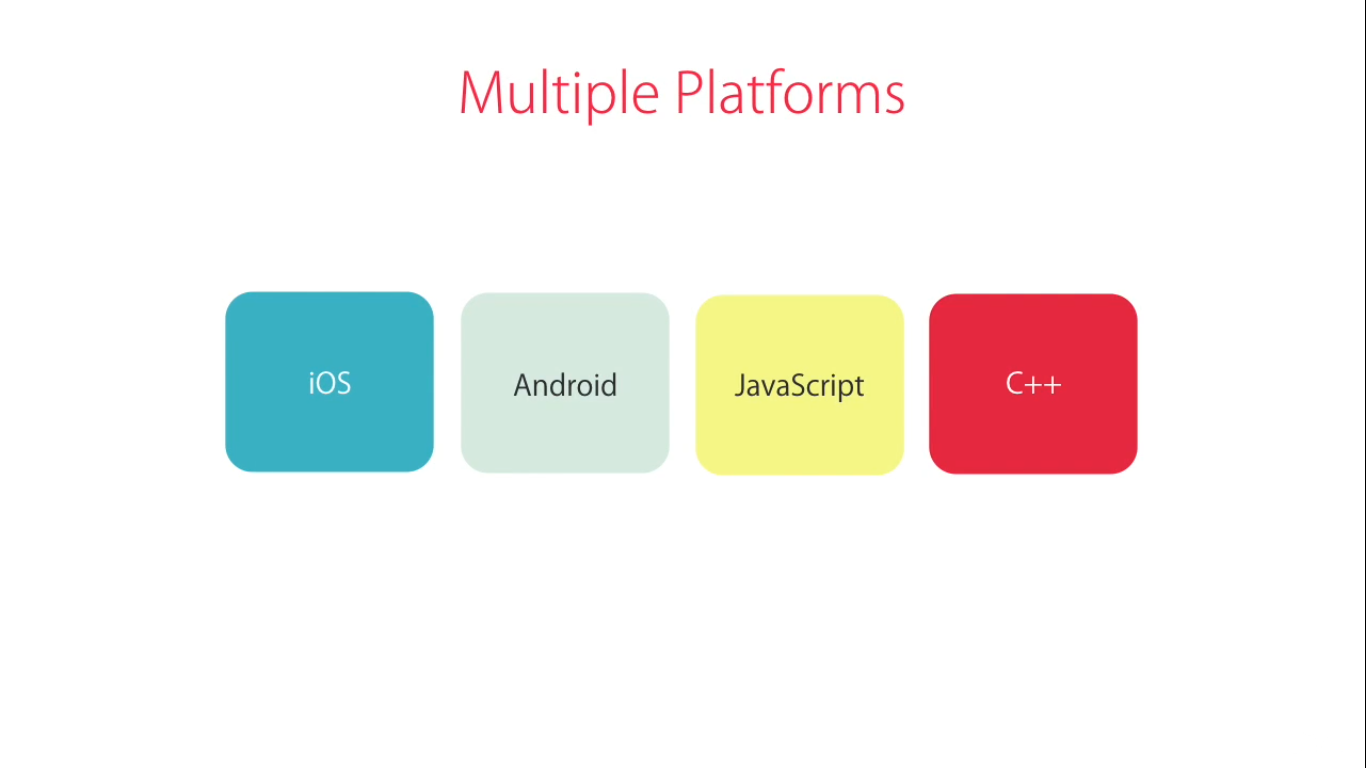 Multiple Platforms
iOS
Android
JavaScript
C++